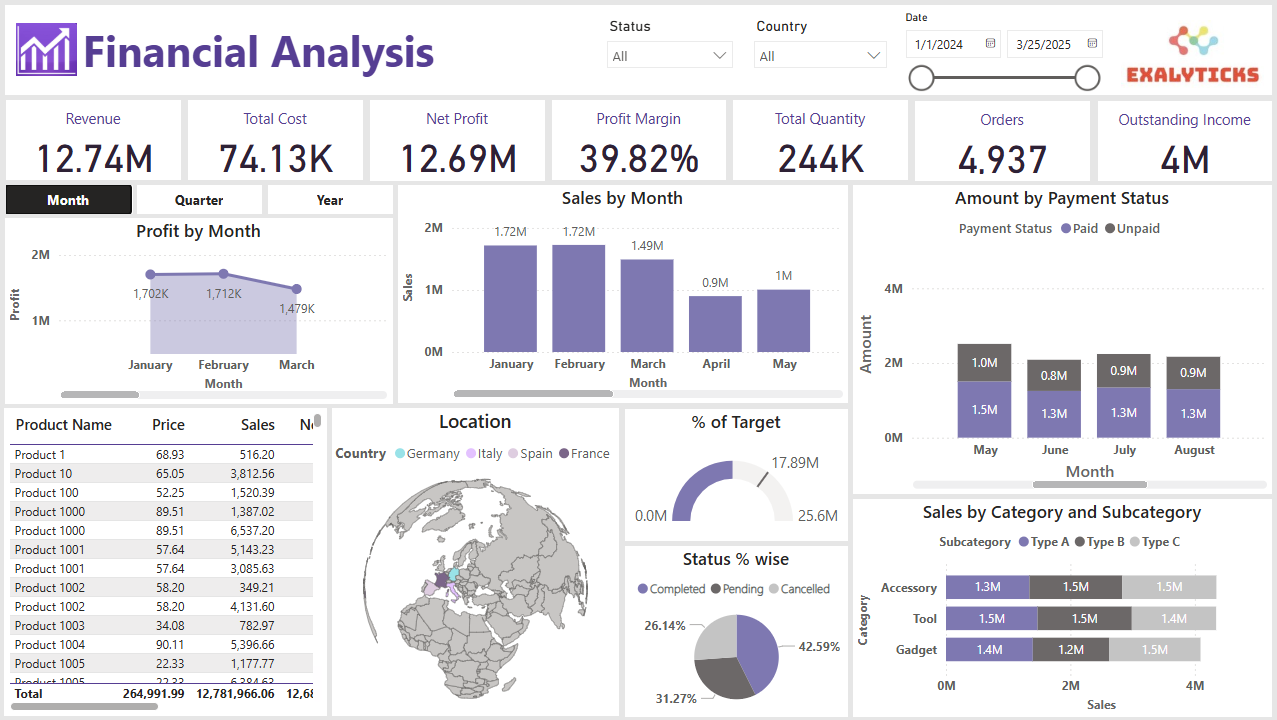 Financial Analysis
Status
All
Country
All
Date
1/1/2024
3/25/2025
EXALYTICKS
Revenue
12.74M
Total Cost
74.13K
Net Profit
12.69M
Profit Margin
39.82%
Total Quantity
244K
Orders
4,937
Outstanding Income
4M
Month
Quarter
Year
Profit by Month
2M
1M
Profit
1,702K
1,712K
1,479K
January
February
March
Month
Sales by Month
2M
1M
0M
Sales
1.72M
1.72M
1.49M
0.9M
1M
January
February
March
April
May
Month
Amount by Payment Status
Payment Status Paid Unpaid
4M
2M
0M
Amount
1.0M
0.8M
0.9M
0.9M
1.5M
1.3M
1.3M
1.3M
May
June
July
August
Month
Product Name Price Sales
Product 1 68.93 516.20
Product 10 65.05 3,812.56
Product 100 52.25 1,520.39
Product 1000 89.51 1,387.02
Product 1000 89.51 6,537.20
Product 1001 57.64 5,143.23
Product 1001 57.64 3,085.63
Product 1002 58.20 349.21
Product 1002 58.20 4,131.60
Product 1003 34.08 782.97
Product 1004 90.11 5,396.66
Product 1005 22.33 1,177.77
Product 1005 22.33 6,384.63
Total 264,991.99 12,781,966.06 12,68
Location
Country Germany Italy Spain France
% of Target
17.89M
0.0M
25.6M
Status % wise
Completed Pending Cancelled
26.14%
42.59%
31.27%
Sales by Category and Subcategory
Subcategory Type A Type B Type C
Category
Accessory 1.3M 1.5M 1.5M
Tool 1.5M 1.5M 1.4M
Gadget 1.4M 1.2M 1.5M
0M
2M
4M
Sales